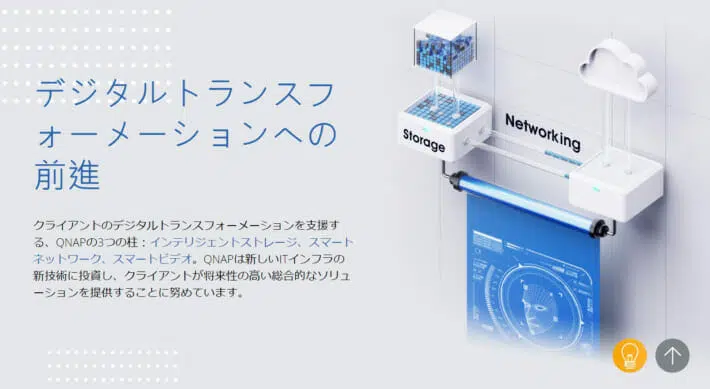 デジタルトランスフ
ォーメーションへの
前進
クライアントのデジタルトランスフォーメーションを支援す
る、QNAPの3つの柱：インテリジェントストレージ、スマート
ネットワーク、スマートビデオ。QNAPは新しいITインフラの
新技術に投資し、クライアントが将来性の高い総合的なソリュ
ーションを提供することに努めています。
Storage
Networking